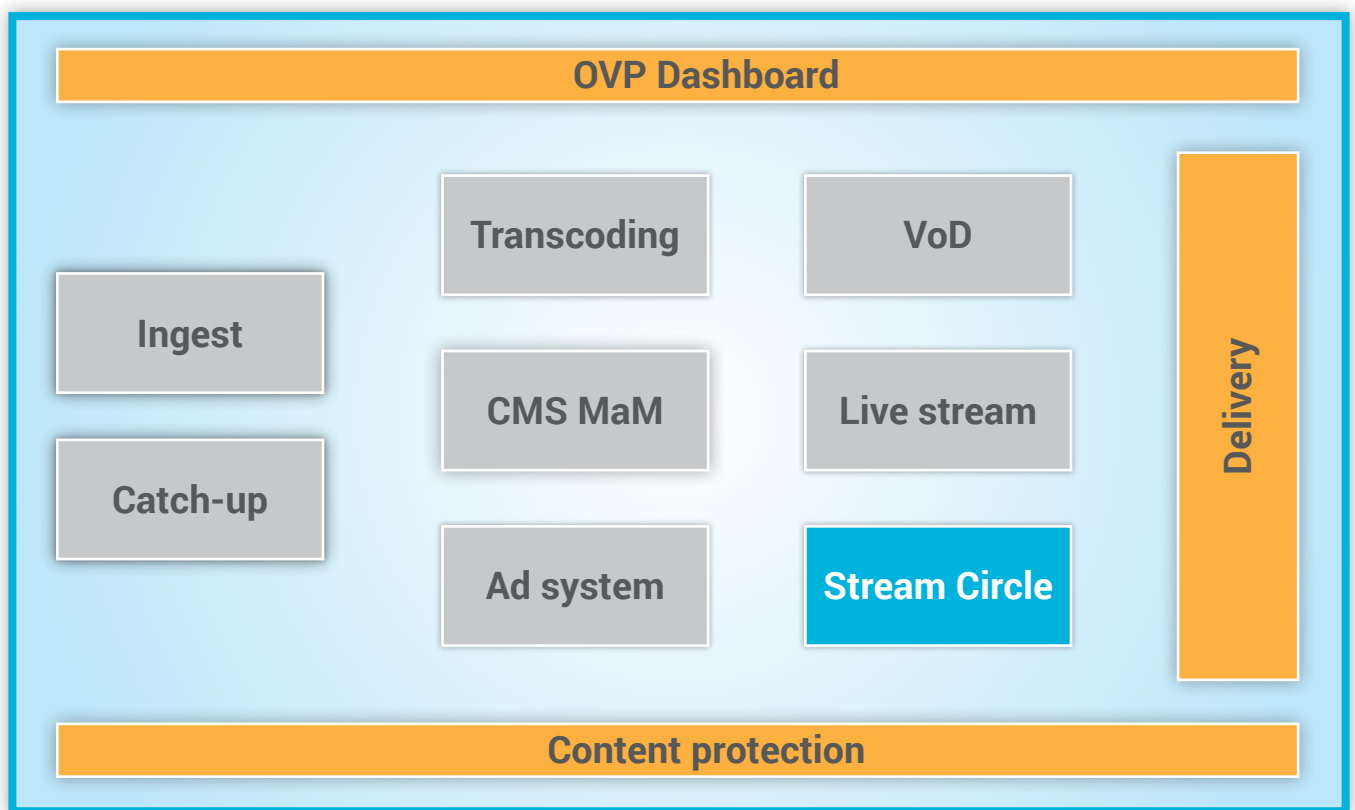 OVP Dashboard
Transcoding
VoD
Ingest
CMS MaM
Live stream
Delivery
Catch-up
Ad system
Stream Circle
Content protection